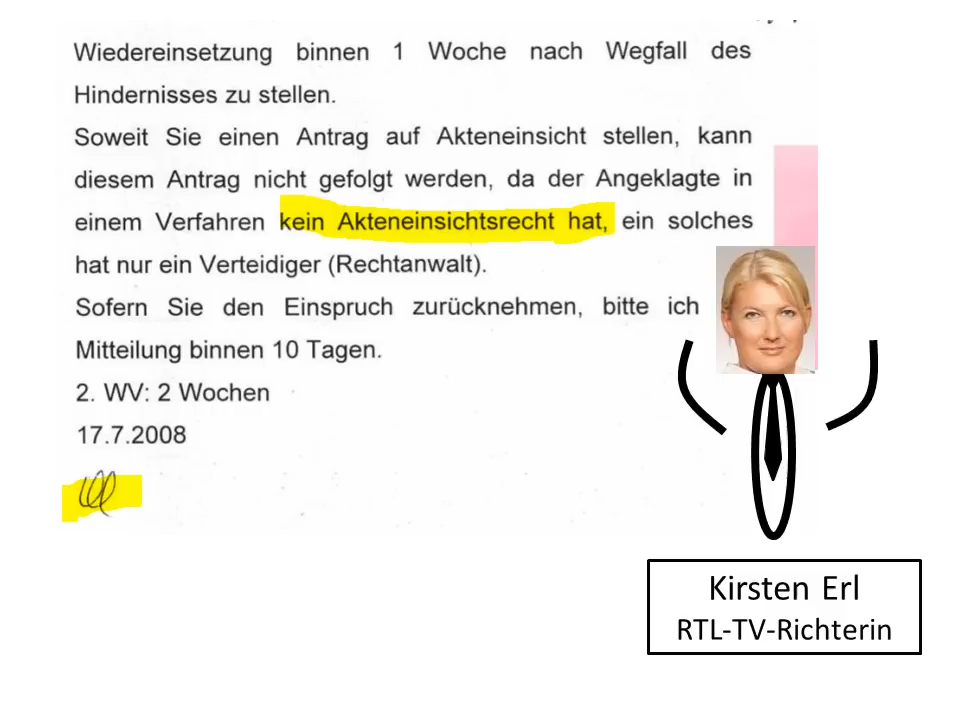 Wiedereinsetzung binnen 1 Woche nach Wegfall des
Hindernisses zu stellen.
Soweit Sie einen Antrag auf Akteneinsicht stellen, kann
diesem Antrag nicht gefolgt werden, da der Angeklagte in
einem Verfahren kein Akteneinsichtsrecht hat, ein solches
hat nur ein Verteidiger (Rechtanwalt).
Sofern Sie den Einspruch zurücknehmen, bitte ich
Mitteilung binnen 10 Tagen.
2. WV: 2 Wochen
17.7.2008
Kirsten Erl
RTL-TV-Richterin